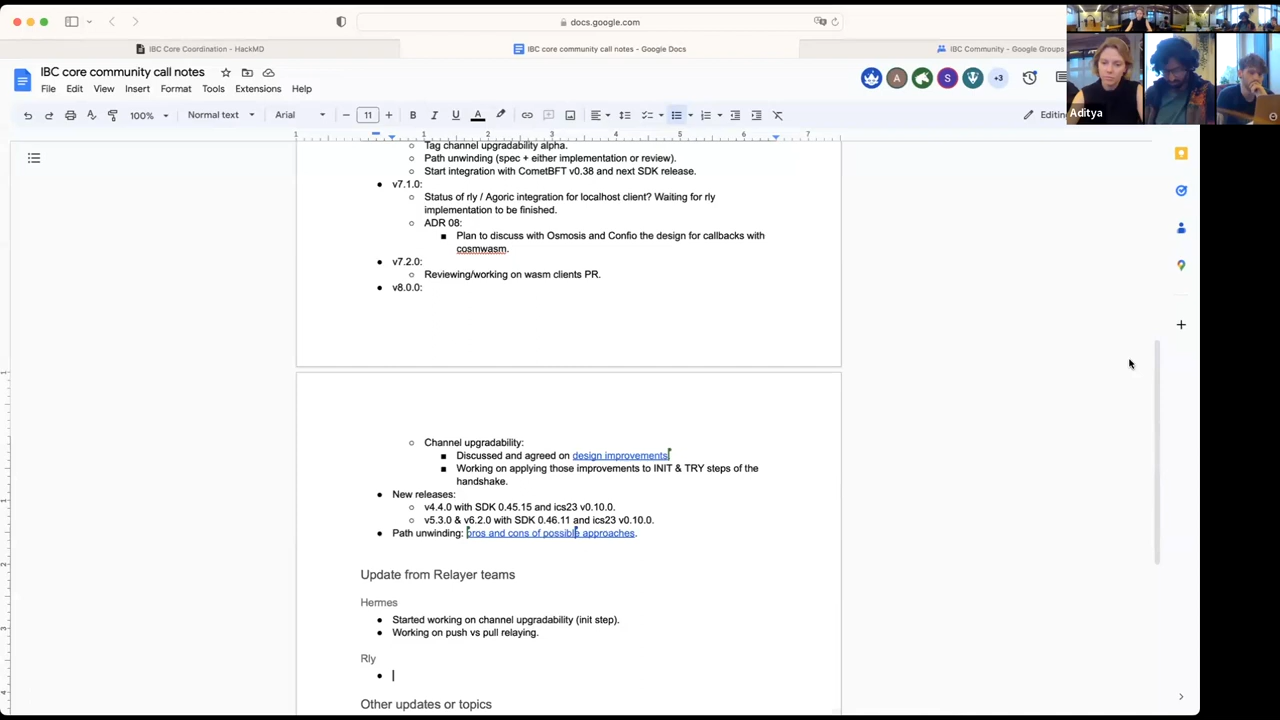 docs.google.com
IBC Core Coordination - HackMD
IBC core community call notes - Google Docs
IBC Community - Google Groups
IBC core community call notes
File Edit View Insert Format Tools Extensions Help
A
S
+3
100%
Normal text
Arial
11
B I U A
Editing
Aditya
1 1 2 3 4 5 6 7
Tag channel upgradability alpha.
Path unwinding (spec + either implementation or review).
Start integration with CometBFT v0.38 and next SDK release.
v7.1.0:
Status of rly / Agoric integration for localhost client? Waiting for rly
implementation to be finished.
ADR 08:
Plan to discuss with Osmosis and Confio the design for callbacks with
cosmwasm.
v7.2.0:
Reviewing/working on wasm clients PR.
v8.0.0:
Channel upgradability:
Discussed and agreed on design improvements.
Working on applying those improvements to INIT & TRY steps of the
handshake.
New releases:
v4.4.0 with SDK 0.45.15 and ics23 v0.10.0.
v5.3.0 & v6.2.0 with SDK 0.46.11 and ics23 v0.10.0.
Path unwinding: pros and cons of possible approaches.
Update from Relayer teams
Hermes
Started working on channel upgradability (init step).
Working on push vs pull relaying.
Rly
Other updates or topics